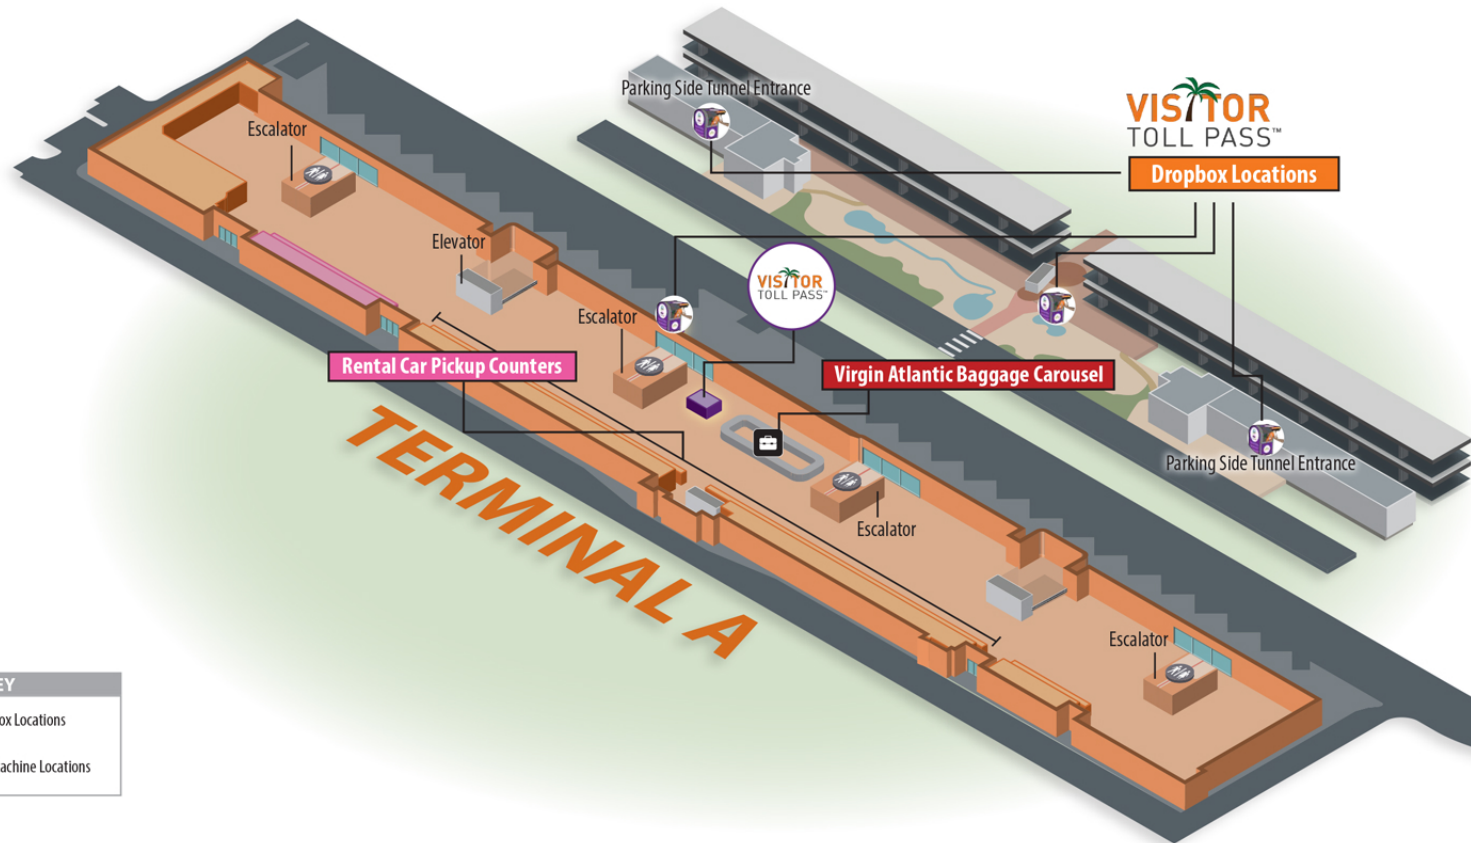 Parking Side Tunnel Entrance
VISITOR
TOLL PASS™
Dropbox Locations
Escalator
Elevator
VISITOR
TOLL PASS™
Escalator
Rental Car Pickup Counters
Virgin Atlantic Baggage Carousel
TERMINAL A
Parking Side Tunnel Entrance
Escalator
Escalator
EY
ox Locations
achine Locations